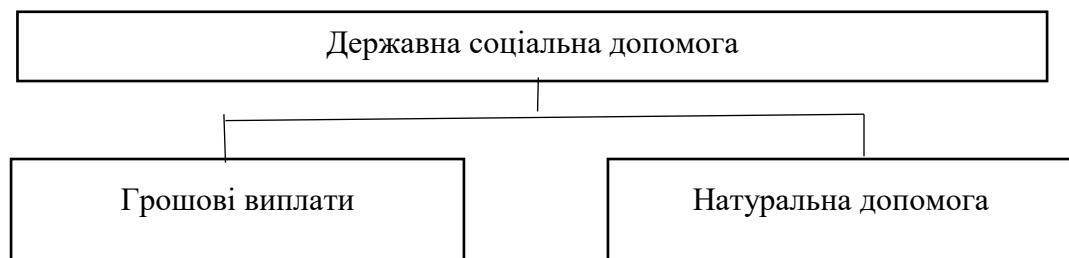 Державна соціальна допомога
Грошові виплати
Натуральна допомога